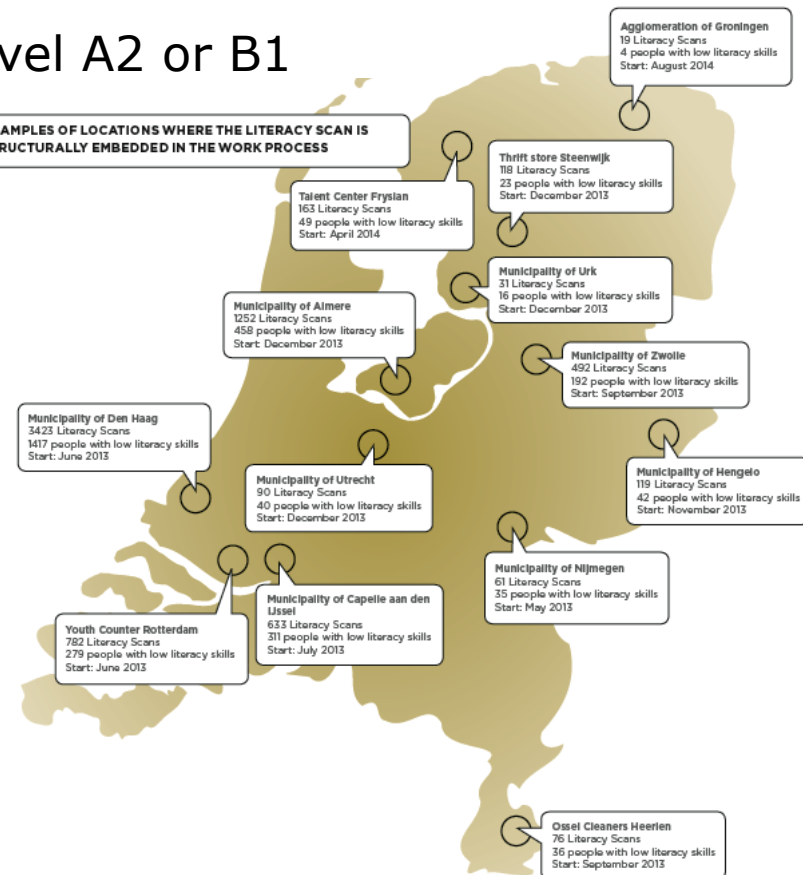 vel A2 or B1
AMPLES OF LOCATIONS WHERE THE LITERACY SCAN IS
RUCTURALLY EMBEDDED IN THE WORK PROCESS
Agglomeration of Groningen
19 Literacy Scans
4 people with low literacy skills
Start: August 2014
Thrift store Steenwijk
118 Literacy Scans
23 people with low literacy skills
Start: December 2013
Talent Center Fryslan
163 Literacy Scans
49 people with low literacy skills
Start: April 2014
Municipality of Urk
31 Literacy Scans
16 people with low literacy skills
Start: December 2013
Municipality of Almere
1252 Literacy Scans
458 people with low literacy skills
Start: December 2013
Municipality of Zwolle
492 Literacy Scans
192 people with low literacy skills
Start: September 2013
Municipality of Den Haag
3423 Literacy Scans
1417 people with low literacy skills
Start: June 2013
Municipality of Utrecht
90 Literacy Scans
40 people with low literacy skills
Start: December 2013
Municipality of Hengelo
119 Literacy Scans
42 people with low literacy skills
Start: November 2013
Municipality of Nijmegen
61 Literacy Scans
35 people with low literacy skills
Start: May 2013
Municipality of Capelle aan den
IJssel
633 Literacy Scans
311 people with low literacy skills
Start: July 2013
Youth Counter Rotterdam
782 Literacy Scans
279 people with low literacy skills
Start: June 2013
Ossel Cleaners Heerlen
76 Literacy Scans
36 people with low literacy skills
Start: September 2013